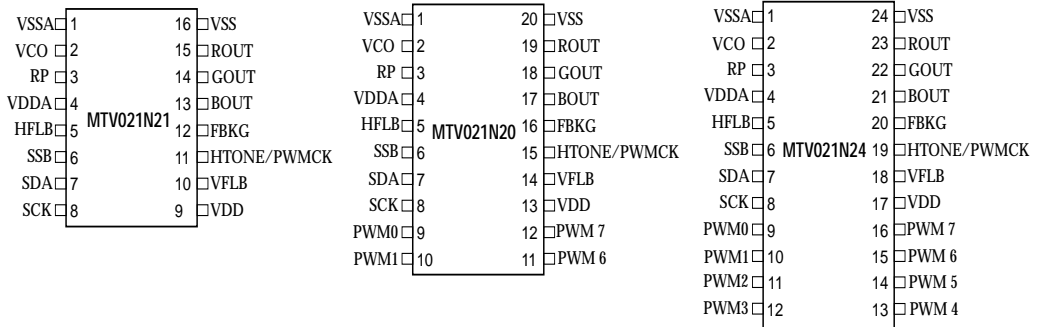 VSSA 1 16 VSS
VCO 2 15 ROUT
RP 3 14 GOUT
VDDA 4 13 BOUT
MTV021N21
HFLB 5 12 FBKG
SSB 6 11 HTONE/PWMCK
SDA 7 10 VFLB
SCK 8 9 VDD
VSSA 1 20 VSS
VCO 2 19 ROUT
RP 3 18 GOUT
VDDA 4 17 BOUT
HFLB 5 MTV021N20 16 FBKG
SSB 6 15 HTONE/PWMCK
SDA 7 14 VFLB
SCK 8 13 VDD
PWM0 9 12 PWM 7
PWM1 10 11 PWM 6
VSSA 1 24 VSS
VCO 2 23 ROUT
RP 3 22 GOUT
VDDA 4 21 BOUT
HFLB 5 20 FBKG
SSB 6 MTV021N24 19 HTONE/PWMCK
SDA 7 18 VFLB
SCK 8 17 VDD
PWM0 9 16 PWM 7
PWM1 10 15 PWM 6
PWM2 11 14 PWM 5
PWM3 12 13 PWM 4